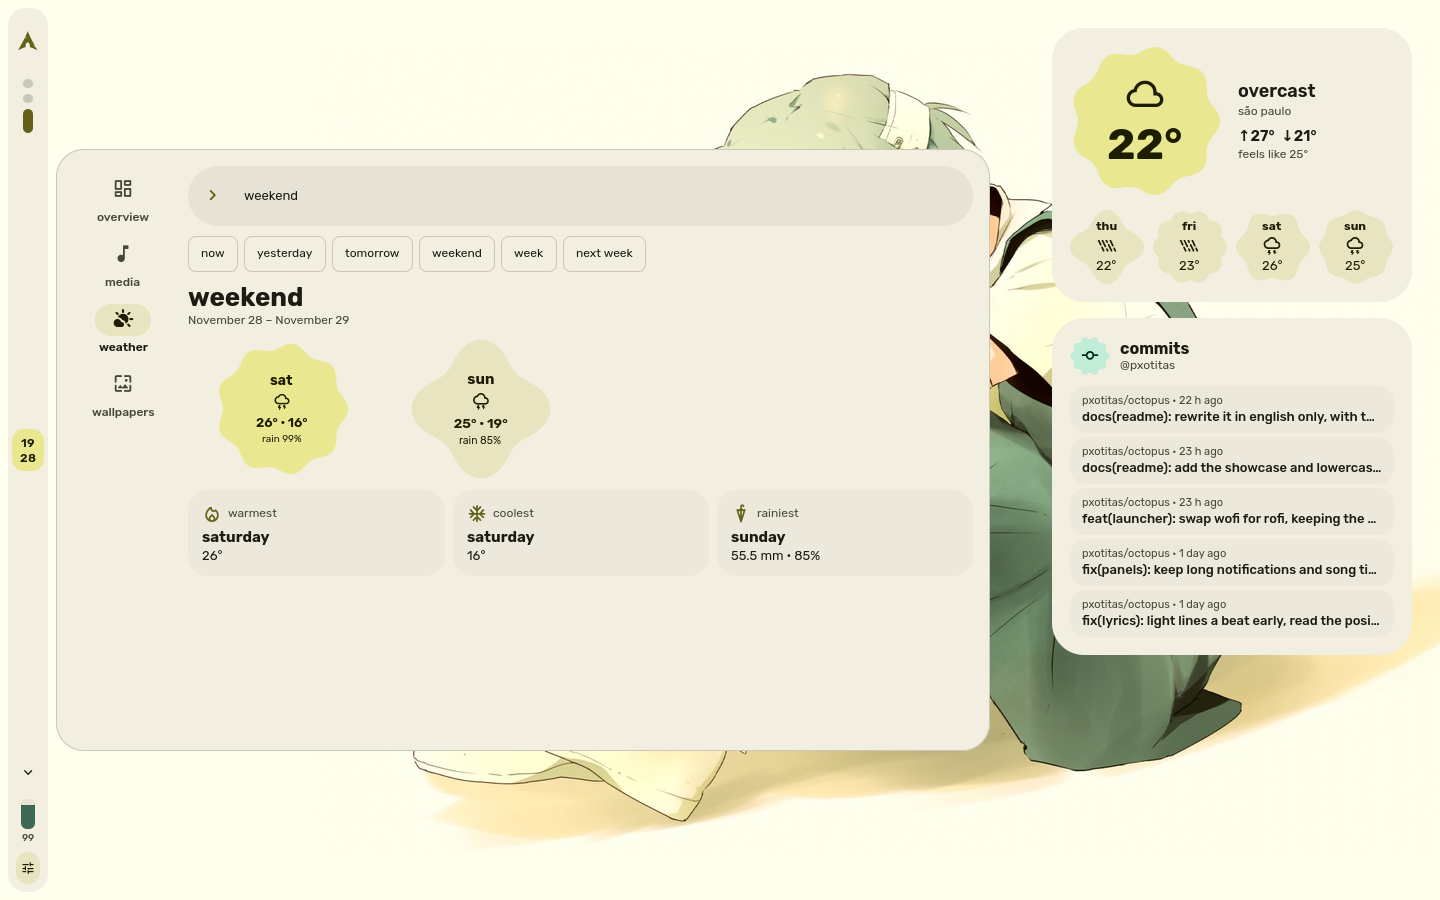 19
28
99
overview
media
weather
wallpapers
weekend
now
yesterday
tomorrow
weekend
week
next week
weekend
November 28 – November 29
sat
26° • 16°
rain 99%
sun
25° • 19°
rain 85%
warmest
saturday
26°
coolest
saturday
16°
rainiest
sunday
55.5 mm • 85%
22°
overcast
são paulo
↑27° ↓21°
feels like 25°
thu
22°
fri
23°
sat
26°
sun
25°
commits
@pxotitas
pxotitas/octopus • 22 h ago
docs(readme): rewrite it in english only, with t...
pxotitas/octopus • 23 h ago
docs(readme): add the showcase and lowercas...
pxotitas/octopus • 23 h ago
feat(launcher): swap wofi for rofi, keeping the ...
pxotitas/octopus • 1 day ago
fix(panels): keep long notifications and song ti...
pxotitas/octopus • 1 day ago
fix(lyrics): light lines a beat early, read the posi...